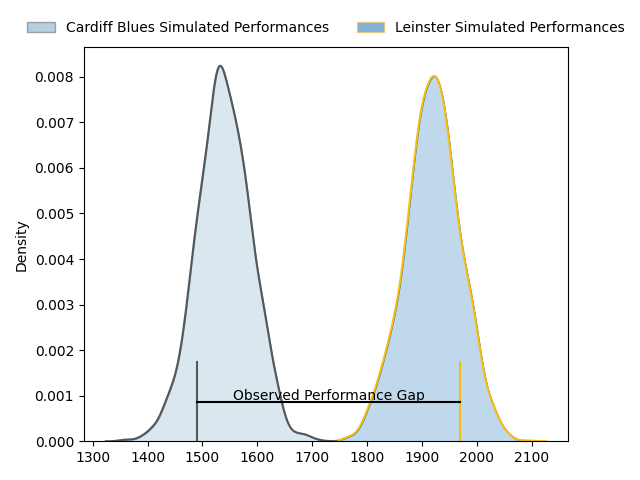 Cardiff Blues Simulated Performances Leinster Simulated Performances
0.008
0.007
0.006
0.005
0.004
0.003
0.002
0.001
0.000
Density
Observed Performance Gap
1300 1400 1500 1600 1700 1800 1900 2000 2100